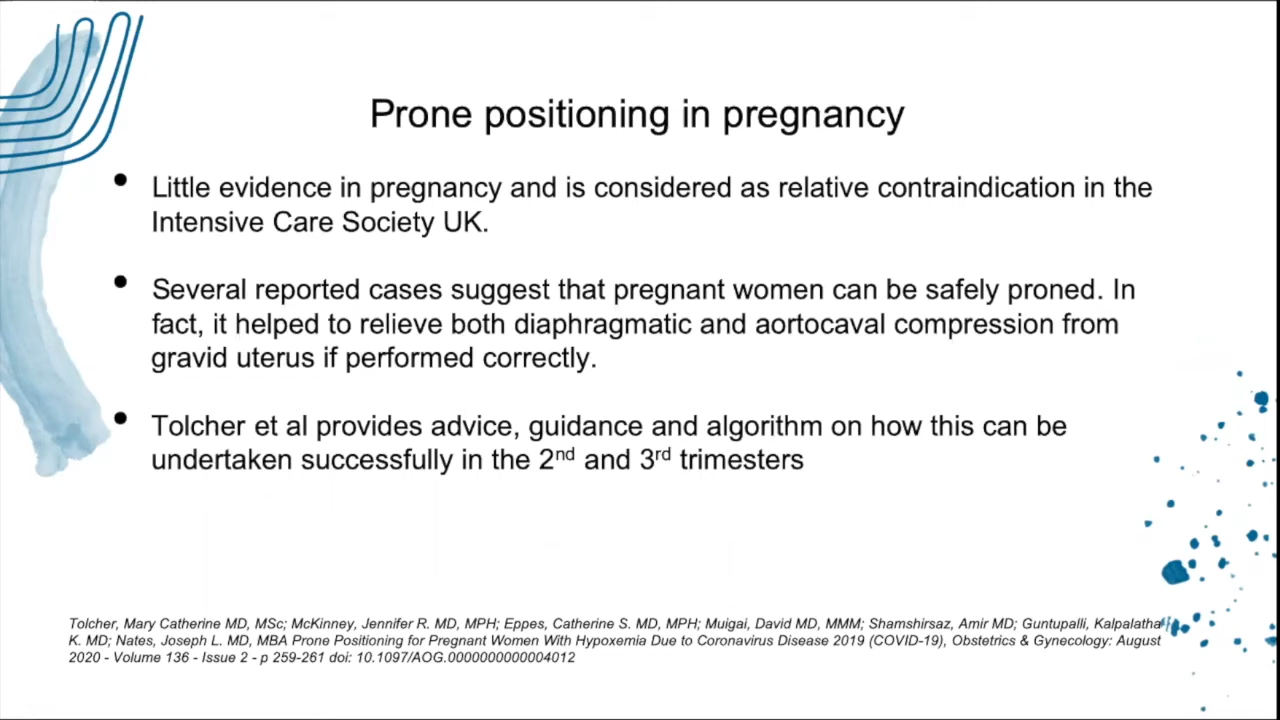 Prone positioning in pregnancy
• Little evidence in pregnancy and is considered as relative contraindication in the
Intensive Care Society UK.
• Several reported cases suggest that pregnant women can be safely proned. In
fact, it helped to relieve both diaphragmatic and aortocaval compression from
gravid uterus if performed correctly.
• Tolcher et al provides advice, guidance and algorithm on how this can be
undertaken successfully in the 2nd and 3rd trimesters
Tolcher, Mary Catherine MD, MSc; McKinney, Jennifer R. MD, MPH; Eppes, Catherine S. MD, MPH; Muigai, David MD, MMM; Shamshirsaz, Amir MD; Guntupalli, Kalpalatha
K. MD; Nates, Joseph L. MD, MBA Prone Positioning for Pregnant Women With Hypoxemia Due to Coronavirus Disease 2019 (COVID-19), Obstetrics & Gynecology: August
2020 - Volume 136 - Issue 2 - p 259-261 doi: 10.1097/AOG.0000000000004012